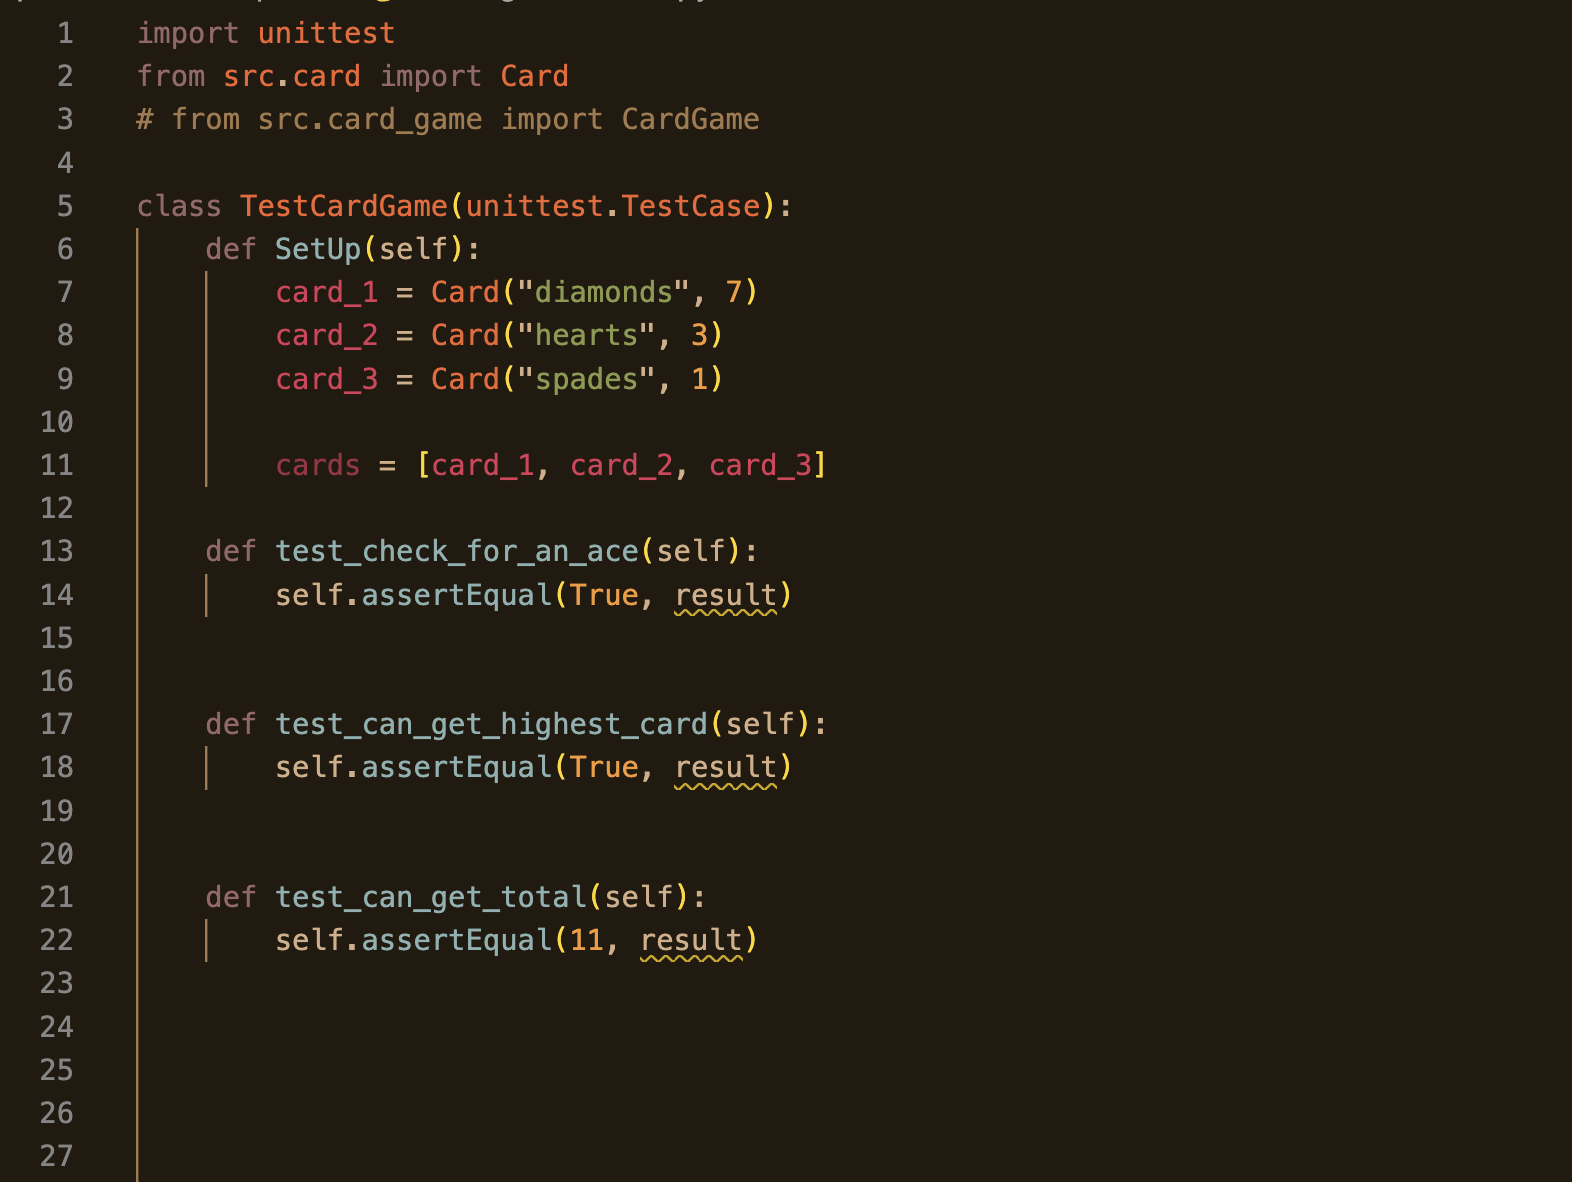 1 import unittest
2 from src.card import Card
3 # from src.card_game import CardGame
4
5 class TestCardGame(unittest.TestCase):
6     def SetUp(self):
7         card_1 = Card("diamonds", 7)
8         card_2 = Card("hearts", 3)
9         card_3 = Card("spades", 1)
10
11         cards = [card_1, card_2, card_3]
12
13     def test_check_for_an_ace(self):
14         self.assertEqual(True, result)
15
16
17     def test_can_get_highest_card(self):
18         self.assertEqual(True, result)
19
20
21     def test_can_get_total(self):
22         self.assertEqual(11, result)
23
24
25
26
27